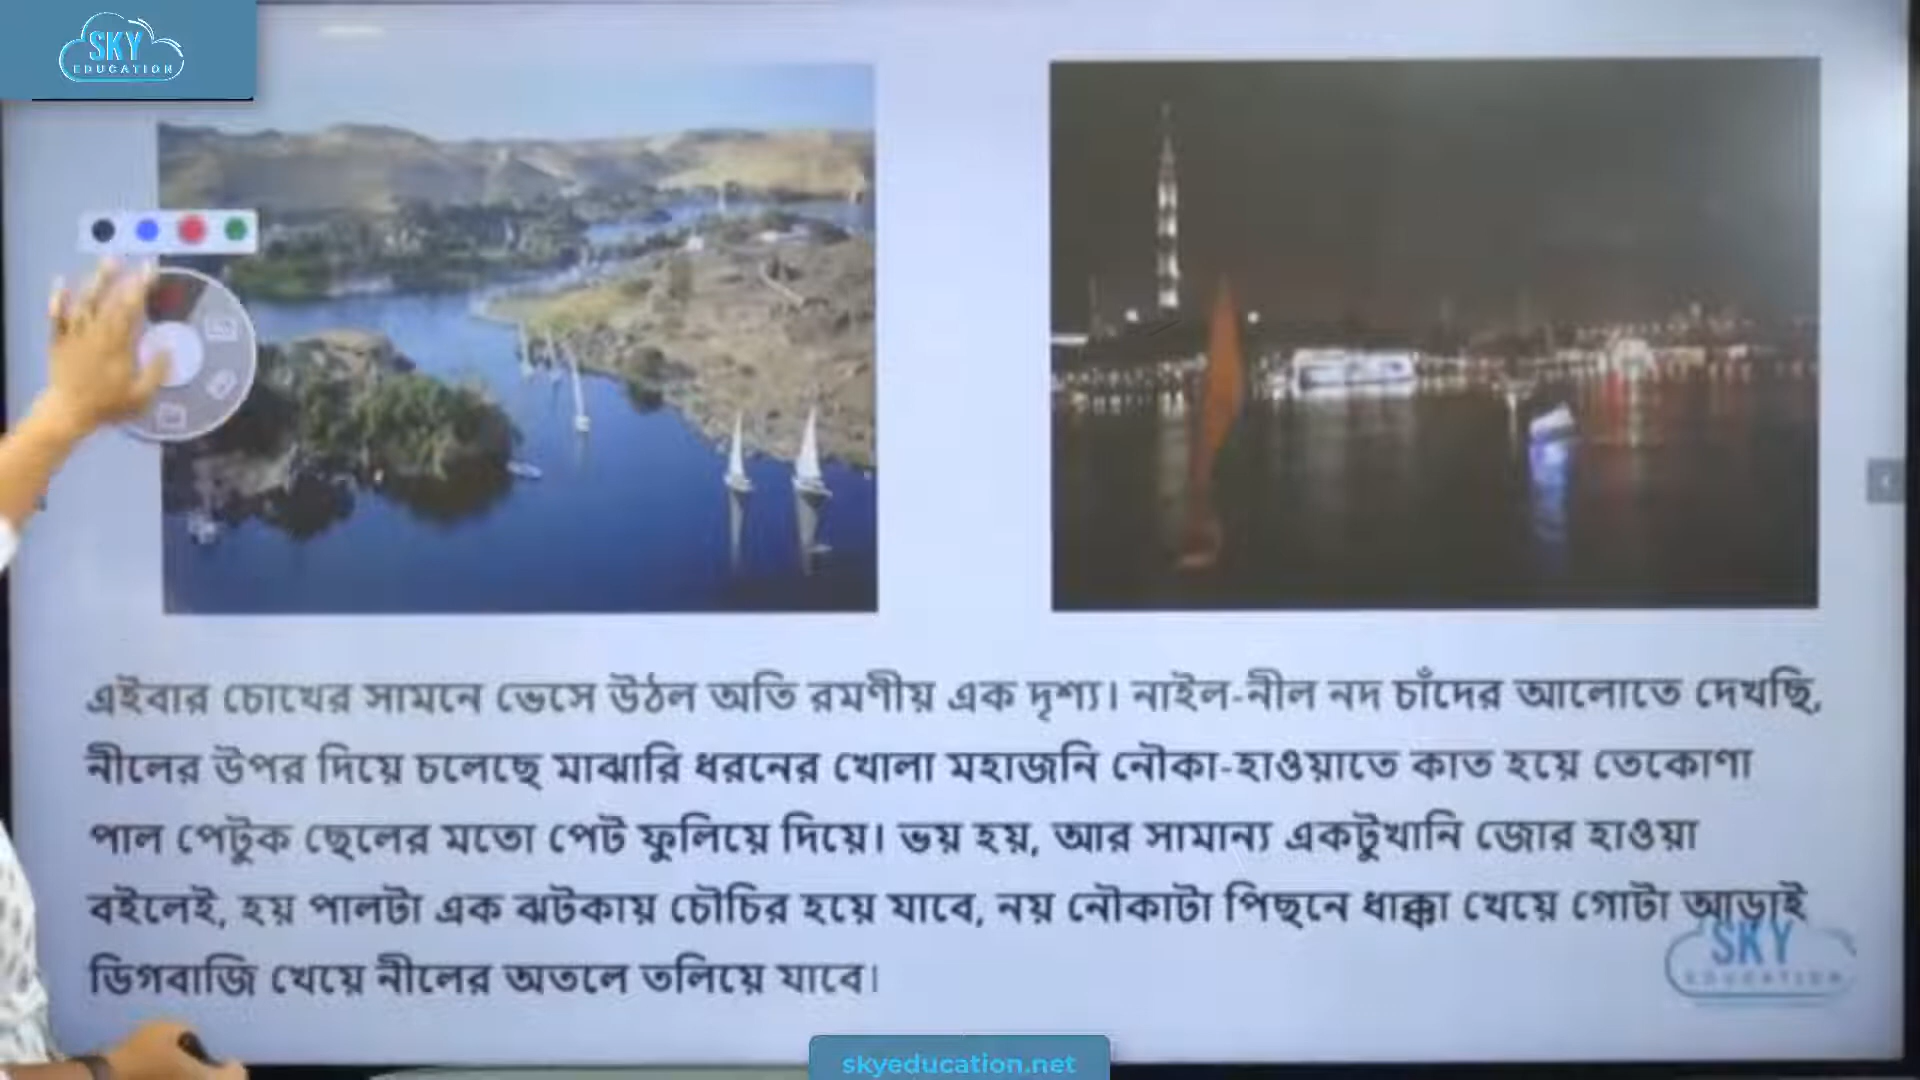 SKY
EDUCATION
এইবার চোখের সামনে ভেসে উঠল অতি রমণীয় এক দৃশ্য। নাইল-নীল নদ চাঁদের আলোতে দেখছি,
নীলের উপর দিয়ে চলেছে মাঝারি ধরনের খোলা মহাজনি নৌকা-হাওয়াতে কাত হয়ে তেকোণা
পাল পেটুক ছেলের মতো পেট ফুলিয়ে দিয়ে। ভয় হয়, আর সামান্য একটুখানি জোর হাওয়া
বইলেই, হয় পালটা এক ঝটকায় চৌচির হয়ে যাবে, নয় নৌকাটা পিছনে ধাক্কা খেয়ে গোটা আড়াই
ডিগবাজি খেয়ে নীলের অতলে তলিয়ে যাবে।
SKY
EDUCATION
skyeducation.net